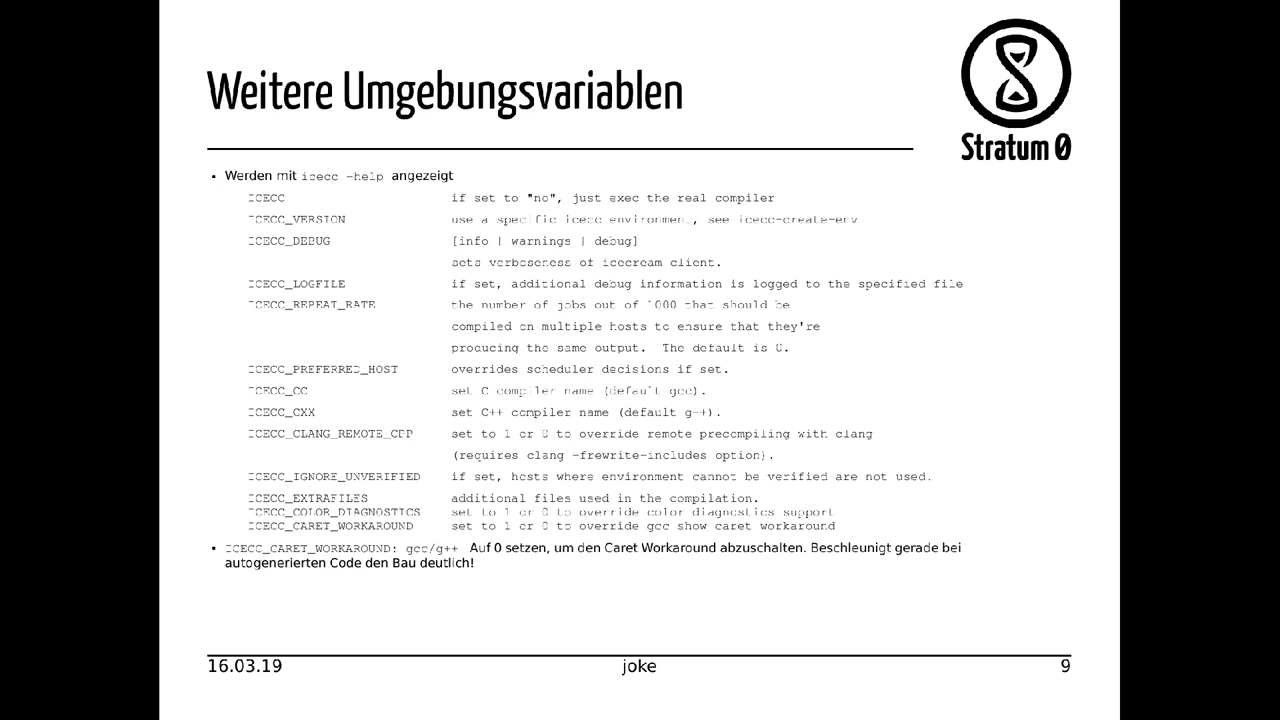 Weitere Umgebungsvariablen
Stratum 0
• Werden mit icecc -help angezeigt
ICECC if set to "no", just exec the real compiler
ICECC_VERSION use a specific icecc environment, see icecc-create-env
ICECC_DEBUG [info | warnings | debug]
sets verboseness of icecream client.
ICECC_LOGFILE if set, additional debug information is logged to the specified file
ICECC_REPEAT_RATE the number of jobs out of 1000 that should be
compiled on multiple hosts to ensure that they're
producing the same output.  The default is 0.
ICECC_PREFERRED_HOST overrides scheduler decisions if set.
ICECC_CC set C compiler name (default gcc).
ICECC_CXX set C++ compiler name (default g++).
ICECC_CLANG_REMOTE_CPP set to 1 or 0 to override remote precompiling with clang
(requires clang -frewrite-includes option).
ICECC_IGNORE_UNVERIFIED if set, hosts where environment cannot be verified are not used.
ICECC_EXTRAFILES additional files used in the compilation.
ICECC_COLOR_DIAGNOSTICS set to 1 or 0 to override color diagnostics support
ICECC_CARET_WORKAROUND set to 1 or 0 to override gcc show caret workaround
• ICECC_CARET_WORKAROUND: gcc/g++ Auf 0 setzen, um den Caret Workaround abzuschalten. Beschleunigt gerade bei
autogenerierten Code den Bau deutlich!
16.03.19 joke 9